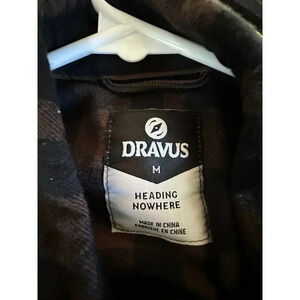 DRAVUS
M
HEADING
NOWHERE
MADE IN CHINA
FABRIQUÉ EN CHINE